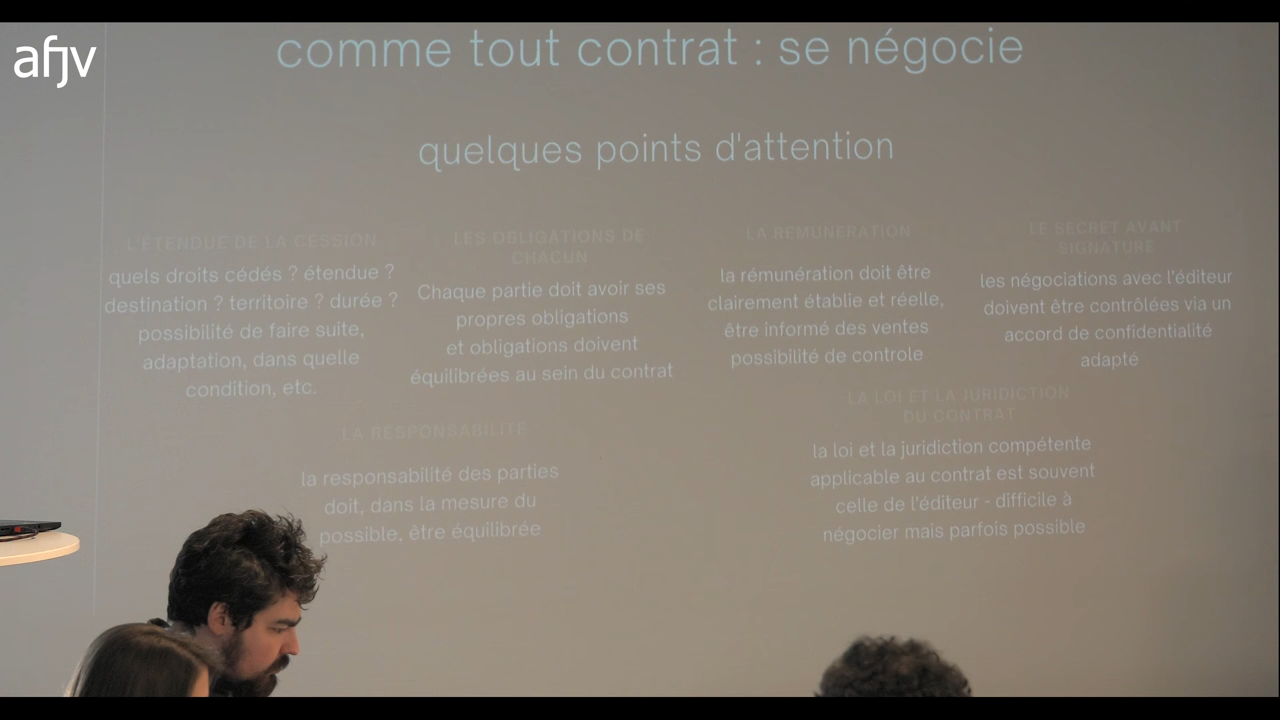 afjv
comme tout contrat : se négocie
quelques points d'attention
L'ÉTENDUE DE LA CESSION
quels droits cédés ? étendue ?
destination ? territoire ? durée ?
possibilité de faire suite,
adaptation, dans quelle
condition, etc.
LES OBLIGATIONS DE
CHACUN
Chaque partie doit avoir ses
propres obligations
et obligations doivent
équilibrées au sein du contrat
LA REMUNERATION
la rémunération doit être
clairement établie et réelle,
être informé des ventes
possibilité de controle
LE SECRET AVANT
SIGNATURE
les négociations avec l'éditeur
doivent être contrôlées via un
accord de confidentialité
adapté
LA RESPONSABILITE
la responsabilité des parties
doit, dans la mesure du
possible, être équilibrée
LA LOI ET LA JURIDICTION
DU CONTRAT
la loi et la juridiction compétente
applicable au contrat est souvent
celle de l'éditeur - difficile à
négocier mais parfois possible